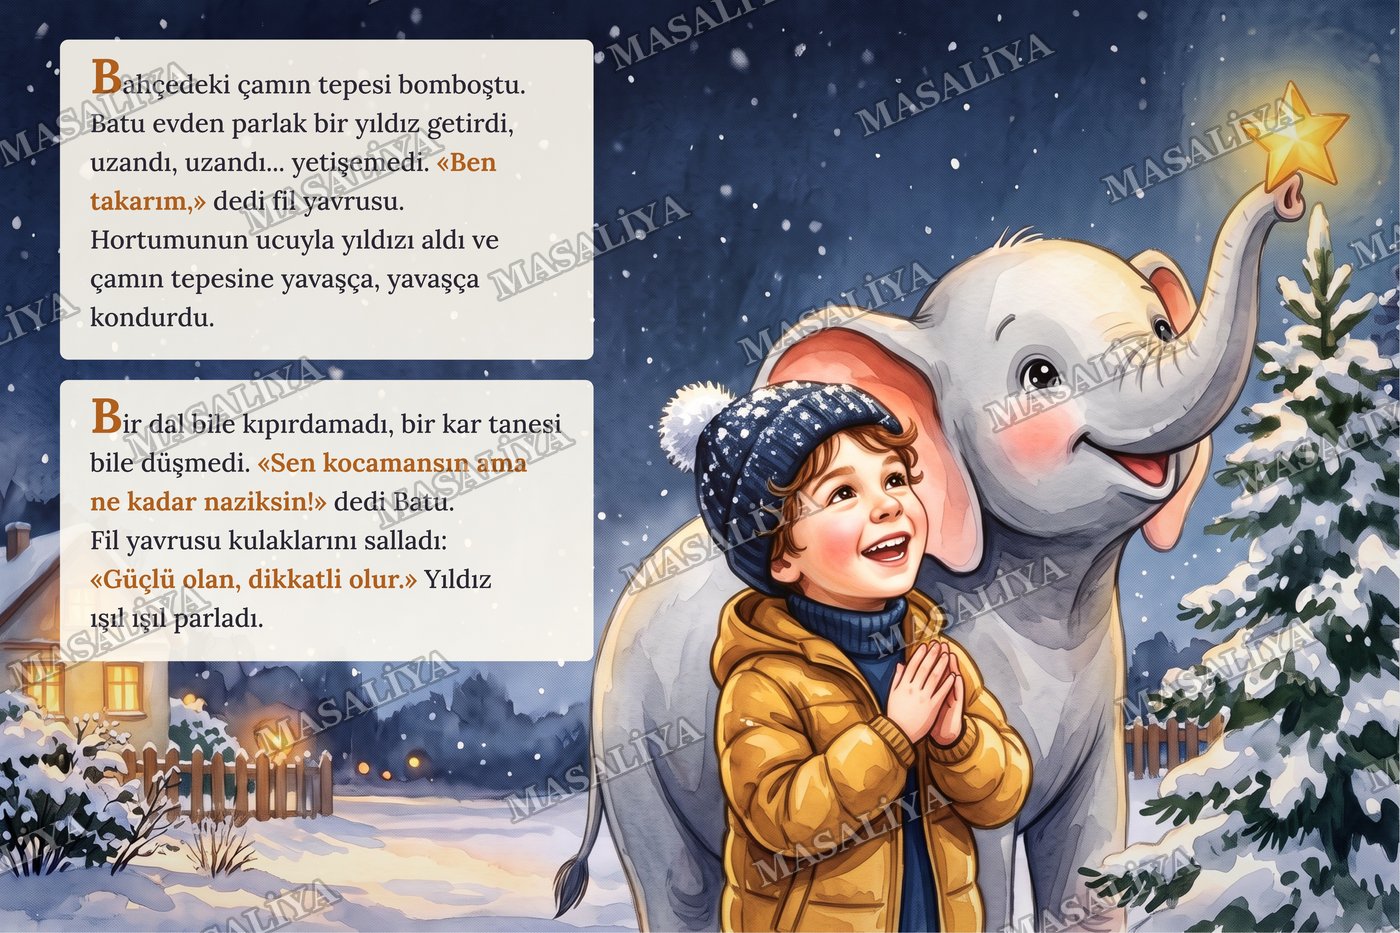 Bahçedeki çamın tepesi bomboştu.
Batu evden parlak bir yıldız getirdi,
uzandı, uzandı... yetişemedi. «Ben
takarım,» dedi fil yavrusu.
Hortumunun ucuyla yıldızı aldı ve
çamın tepesine yavaşça, yavaşça
kondurdu.
Bir dal bile kıpırdamadı, bir kar tanesi
bile düşmedi. «Sen kocamansın ama
ne kadar naziksin!» dedi Batu.
Fil yavrusu kulaklarını salladı:
«Güçlü olan, dikkatli olur.» Yıldız
ışıl ışıl parladı.
MASALİYA